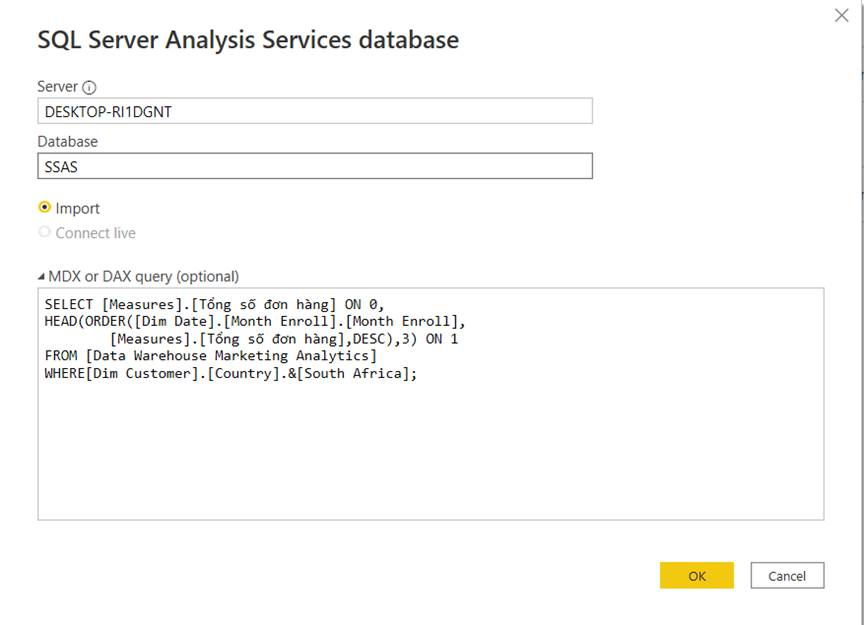 SQL Server Analysis Services database
Server
DESKTOP-RI1DGNT
Database
SSAS
Import
Connect live
MDX or DAX query (optional)
SELECT [Measures].[Tổng số đơn hàng] ON 0,
HEAD(ORDER([Dim Date].[Month Enroll].[Month Enroll],
[Measures].[Tổng số đơn hàng],DESC),3) ON 1
FROM [Data Warehouse Marketing Analytics]
WHERE[Dim Customer].[Country].&[South Africa];
OK
Cancel